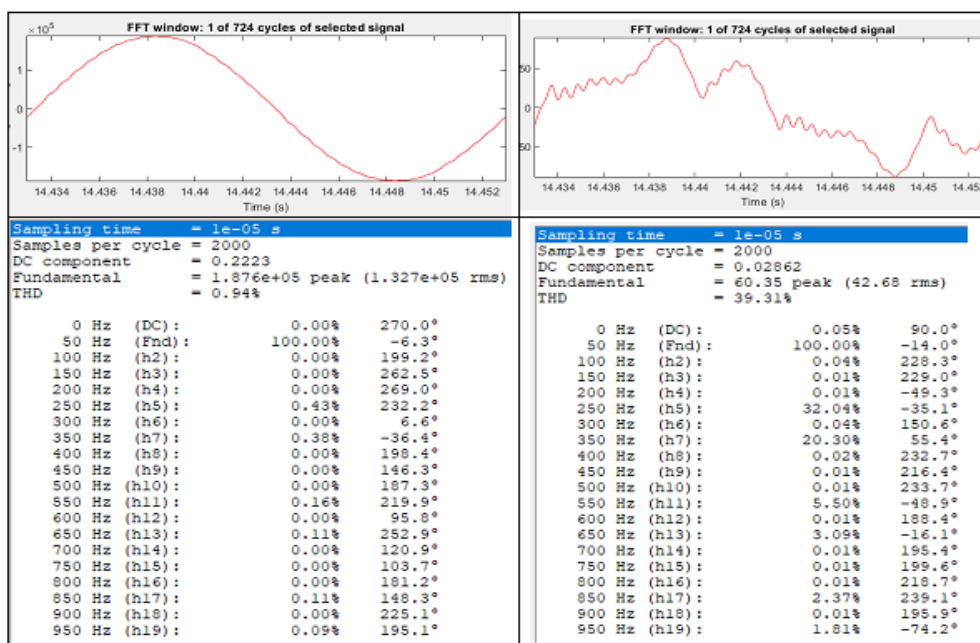 FFT window: 1 of 724 cycles of selected signal
×10⁵
1
0
-1
14.434 14.436 14.438 14.44 14.442 14.444 14.446 14.448 14.45 14.452
Time (s)
Sampling time = 1e-05 s
Samples per cycle = 2000
DC component = 0.2223
Fundamental = 1.876e+05 peak (1.327e+05 rms)
THD = 0.94%
0 Hz (DC): 0.00% 270.0°
50 Hz (Fnd): 100.00% -6.3°
100 Hz (h2): 0.00% 199.2°
150 Hz (h3): 0.00% 262.5°
200 Hz (h4): 0.00% 269.0°
250 Hz (h5): 0.43% 232.2°
300 Hz (h6): 0.00% 6.6°
350 Hz (h7): 0.38% -36.4°
400 Hz (h8): 0.00% 198.4°
450 Hz (h9): 0.00% 146.3°
500 Hz (h10): 0.00% 187.3°
550 Hz (h11): 0.16% 219.9°
600 Hz (h12): 0.00% 95.8°
650 Hz (h13): 0.11% 252.9°
700 Hz (h14): 0.00% 120.9°
750 Hz (h15): 0.00% 103.7°
800 Hz (h16): 0.00% 181.2°
850 Hz (h17): 0.11% 148.3°
900 Hz (h18): 0.00% 225.1°
950 Hz (h19): 0.09% 195.1°
FFT window: 1 of 724 cycles of selected signal
50
0
50
14.434 14.436 14.438 14.44 14.442 14.444 14.446 14.448 14.45 14.452
Time (s)
Sampling time = 1e-05 s
Samples per cycle = 2000
DC component = 0.02862
Fundamental = 60.35 peak (42.68 rms)
THD = 39.31%
0 Hz (DC): 0.05% 90.0°
50 Hz (Fnd): 100.00% -14.0°
100 Hz (h2): 0.04% 228.3°
150 Hz (h3): 0.01% 229.0°
200 Hz (h4): 0.01% -49.3°
250 Hz (h5): 32.04% -35.1°
300 Hz (h6): 0.04% 150.6°
350 Hz (h7): 20.30% 55.4°
400 Hz (h8): 0.02% 232.7°
450 Hz (h9): 0.01% 216.4°
500 Hz (h10): 0.01% 233.7°
550 Hz (h11): 5.50% -48.9°
600 Hz (h12): 0.01% 188.4°
650 Hz (h13): 3.09% -16.1°
700 Hz (h14): 0.01% 195.4°
750 Hz (h15): 0.01% 199.6°
800 Hz (h16): 0.01% 218.7°
850 Hz (h17): 2.37% 239.1°
900 Hz (h18): 0.01% 195.9°
950 Hz (h19): 1.81% -74.2°